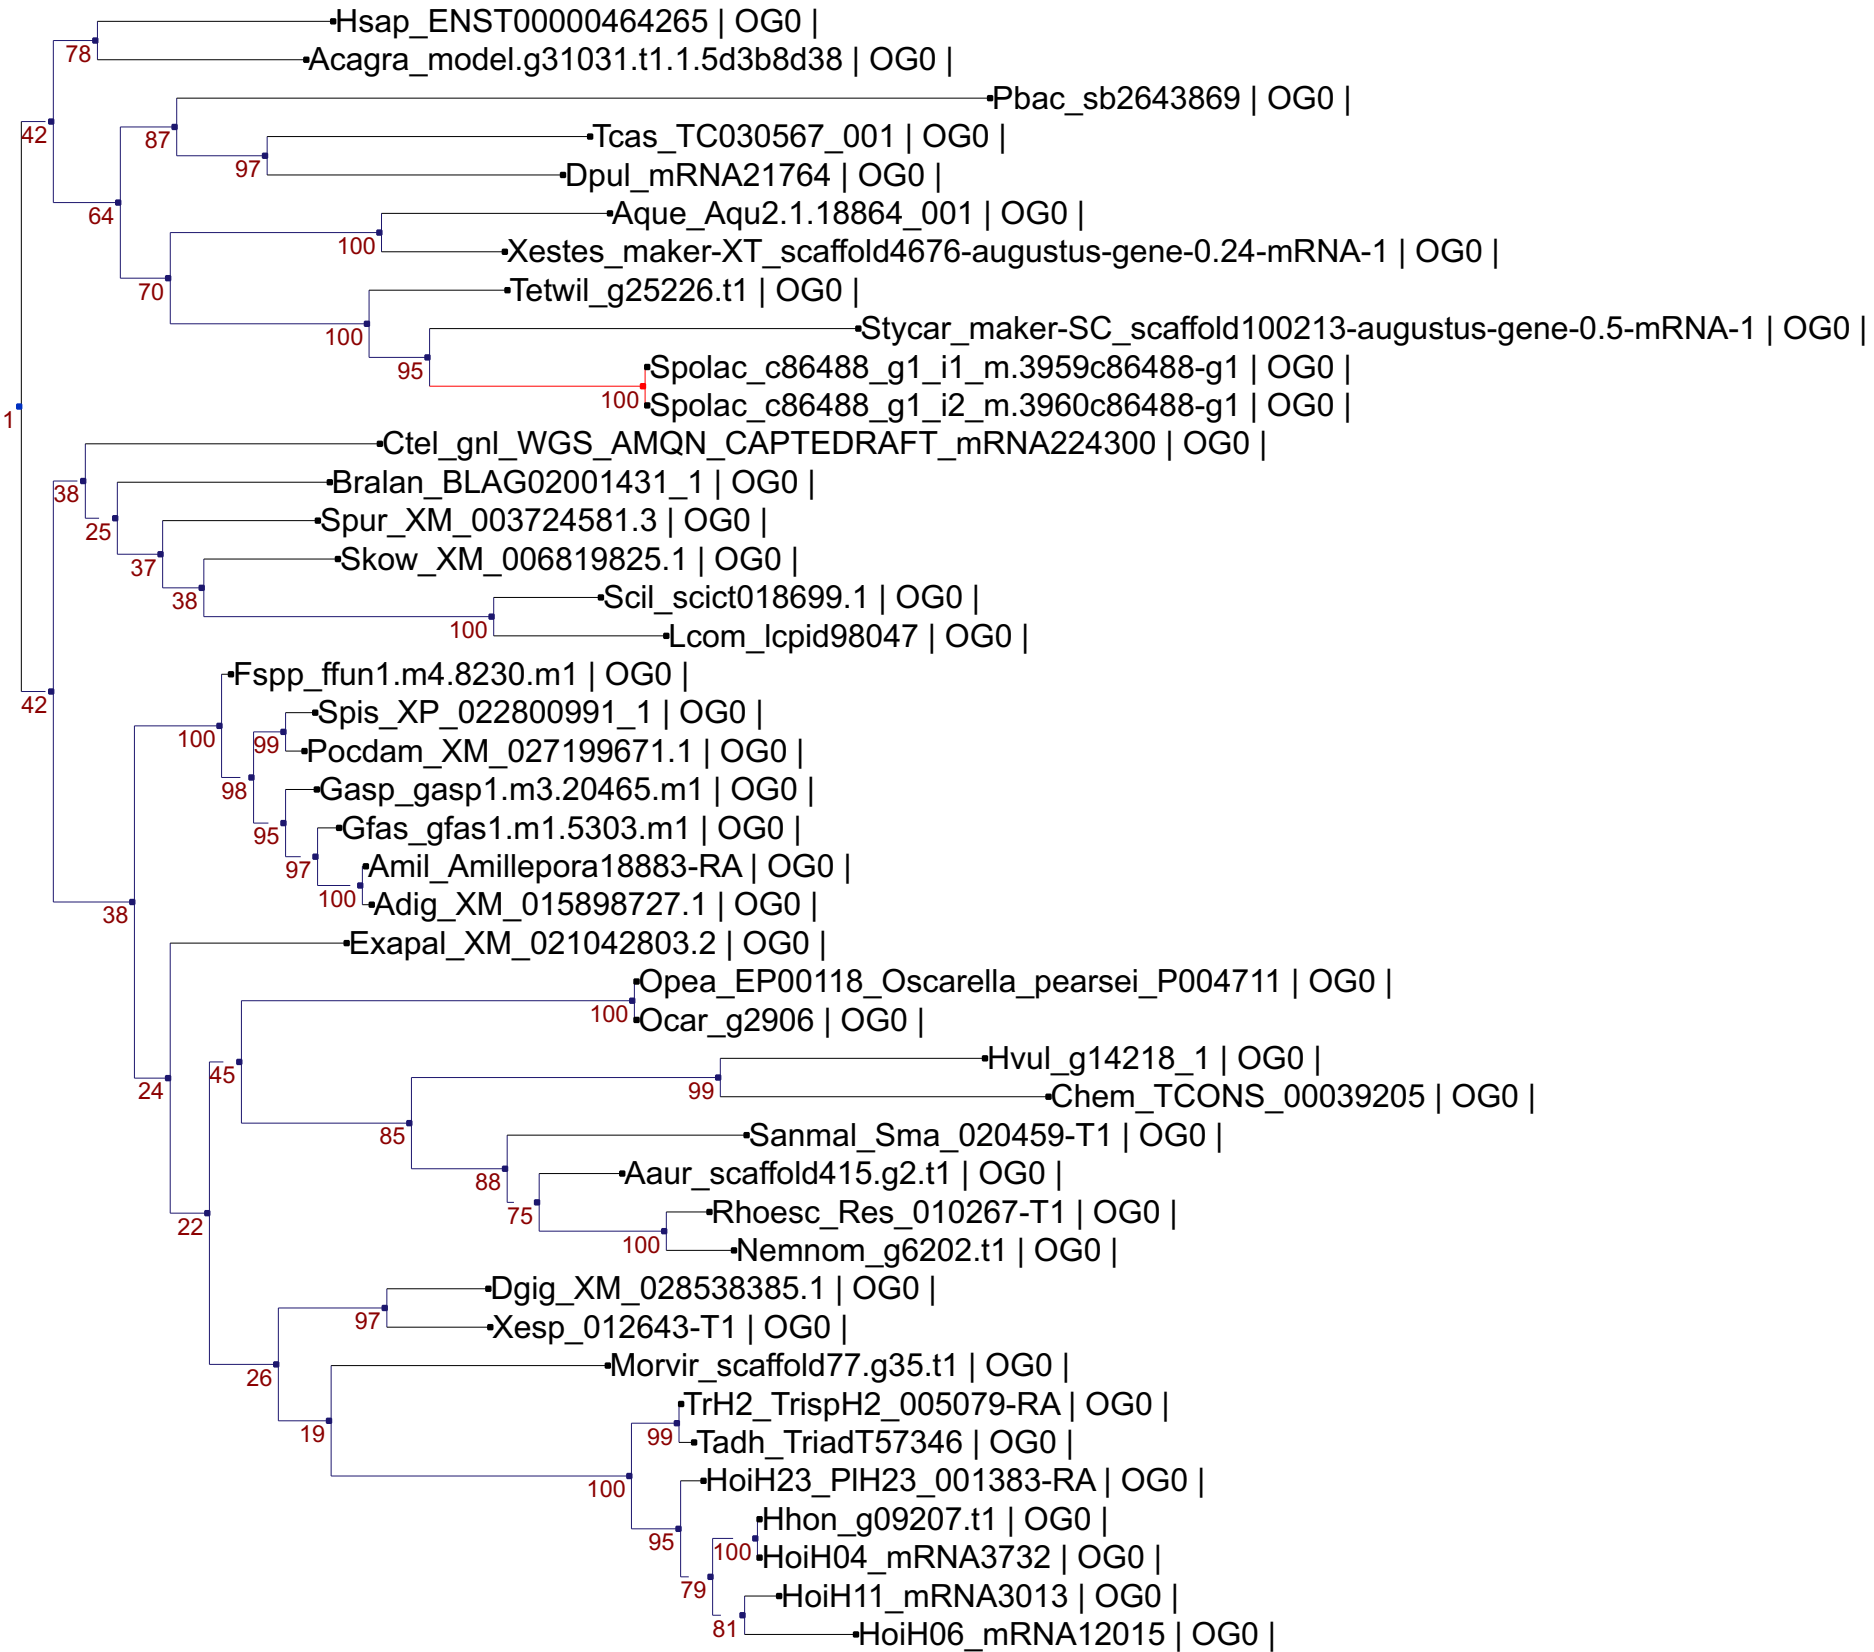 Hsap_ENST00000464265 | OG0 |
78
Acagra_model.g31031.t1.1.5d3b8d38 | OG0 |
Pbac_sb2643869 | OG0 |
42
87
Tcas_TC030567_001 | OG0 |
97
Dpul_mRNA21764 | OG0 |
64
Aque_Aqu2.1.18864_001 | OG0 |
100
Xestes_maker-XT_scaffold4676-augustus-gene-0.24-mRNA-1 | OG0 |
70
Tetwil_g25226.t1 | OG0 |
100
Stycar_maker-SC_scaffold100213-augustus-gene-0.5-mRNA-1 | OG0 |
95
Spolac_c86488_g1_i1_m.3959c86488-g1 | OG0 |
100
Spolac_c86488_g1_i2_m.3960c86488-g1 | OG0 |
1
Ctel_gnl_WGS_AMQN_CAPTEDRAFT_mRNA224300 | OG0 |
38
Bralan_BLAG02001431_1 | OG0 |
25
Spur_XM_003724581.3 | OG0 |
37
Skow_XM_006819825.1 | OG0 |
38
Scil_scict018699.1 | OG0 |
100
Lcom_lcpid98047 | OG0 |
Fspp_ffun1.m4.8230.m1 | OG0 |
42
Spis_XP_022800991_1 | OG0 |
100
99
Pocdam_XM_027199671.1 | OG0 |
98
Gasp_gasp1.m3.20465.m1 | OG0 |
95
Gfas_gfas1.m1.5303.m1 | OG0 |
97
Amil_Amillepora18883-RA | OG0 |
100
Adig_XM_015898727.1 | OG0 |
38
Exapal_XM_021042803.2 | OG0 |
Opea_EP00118_Oscarella_pearsei_P004711 | OG0 |
100
Ocar_g2906 | OG0 |
Hvul_g14218_1 | OG0 |
45
24
99
Chem_TCONS_00039205 | OG0 |
85
Sanmal_Sma_020459-T1 | OG0 |
88
Aaur_scaffold415.g2.t1 | OG0 |
75
Rhoesc_Res_010267-T1 | OG0 |
22
100
Nemnom_g6202.t1 | OG0 |
Dgig_XM_028538385.1 | OG0 |
97
Xesp_012643-T1 | OG0 |
26
Morvir_scaffold77.g35.t1 | OG0 |
19
TrH2_TrispH2_005079-RA | OG0 |
99
Tadh_TriadT57346 | OG0 |
100
HoiH23_PlH23_001383-RA | OG0 |
95
Hhon_g09207.t1 | OG0 |
100
HoiH04_mRNA3732 | OG0 |
79
HoiH11_mRNA3013 | OG0 |
81
HoiH06_mRNA12015 | OG0 |